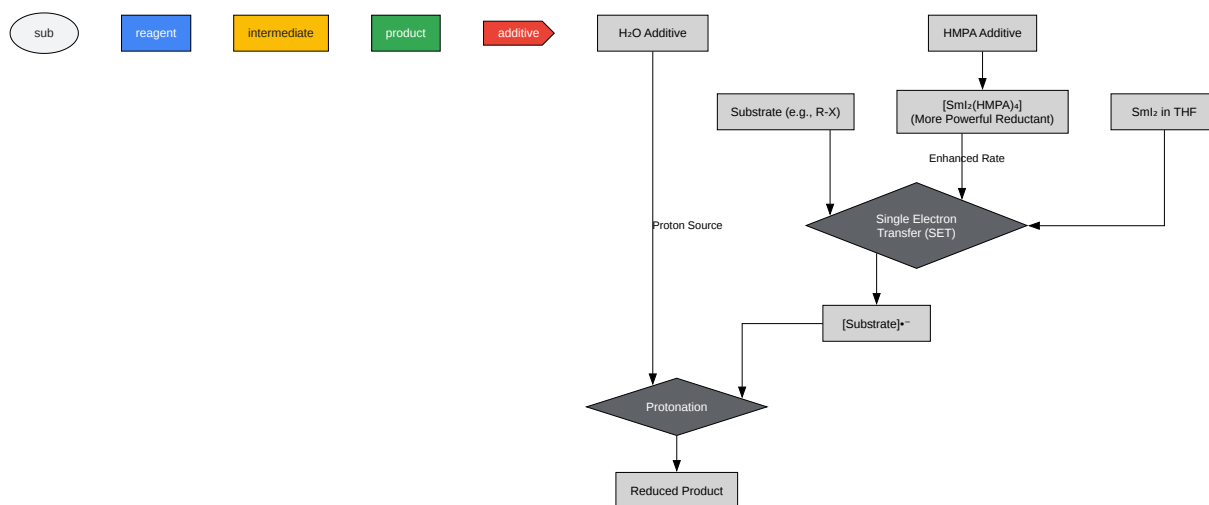 sub
reagent
intermediate
product
additive
H₂O Additive
HMPA Additive
Substrate (e.g., R-X)
[SmI₂(HMPA)₄]
(More Powerful Reductant)
SmI₂ in THF
Enhanced Rate
Single Electron
Transfer (SET)
Proton Source
[Substrate]•⁻
Protonation
Reduced Product